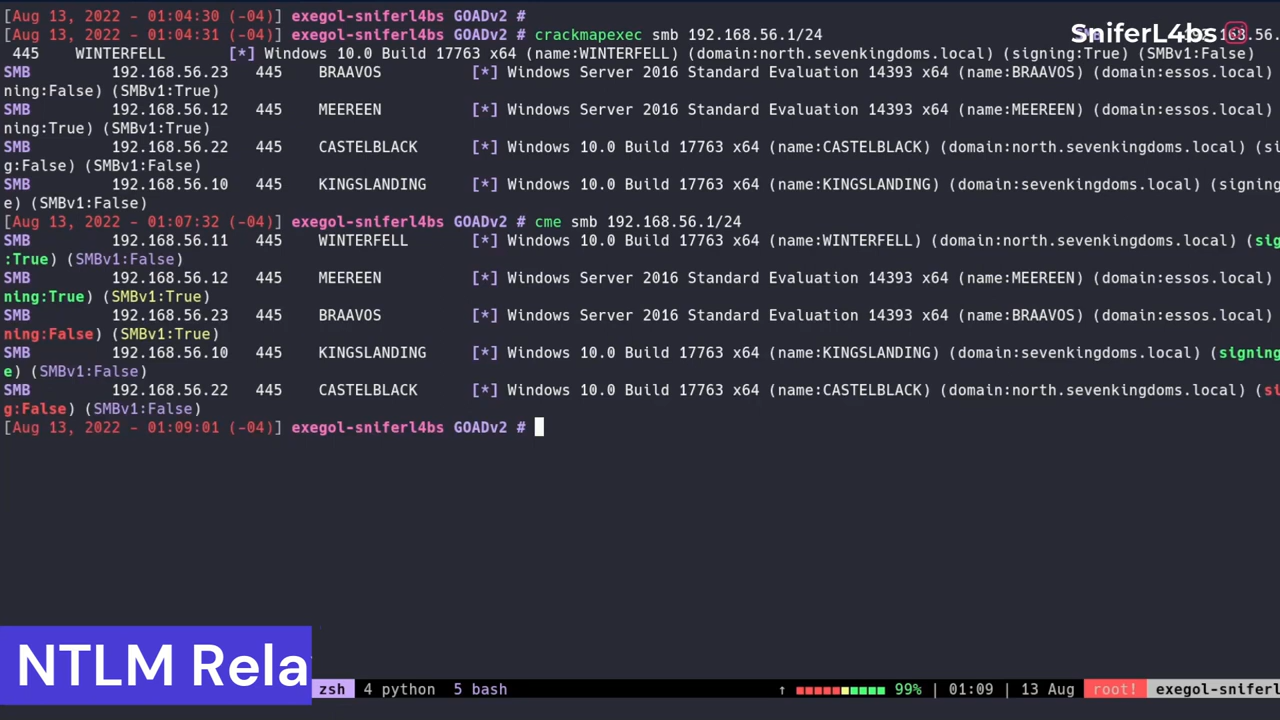 [Aug 13, 2022 - 01:04:30 (-04)] exegol-sniferl4bs GOADv2 #
[Aug 13, 2022 - 01:04:31 (-04)] exegol-sniferl4bs GOADv2 # crackmapexec smb 192.168.56.1/24
SniferL4bs
445 WINTERFELL [*] Windows 10.0 Build 17763 x64 (name:WINTERFELL) (domain:north.sevenkingdoms.local) (signing:True) (SMBv1:False)
SMB 192.168.56.23 445 BRAAVOS [*] Windows Server 2016 Standard Evaluation 14393 x64 (name:BRAAVOS) (domain:essos.local) (sig
ning:False) (SMBv1:True)
SMB 192.168.56.12 445 MEEREEN [*] Windows Server 2016 Standard Evaluation 14393 x64 (name:MEEREEN) (domain:essos.local) (sig
ning:True) (SMBv1:True)
SMB 192.168.56.22 445 CASTELBLACK [*] Windows 10.0 Build 17763 x64 (name:CASTELBLACK) (domain:north.sevenkingdoms.local) (si
g:False) (SMBv1:False)
SMB 192.168.56.10 445 KINGSLANDING [*] Windows 10.0 Build 17763 x64 (name:KINGSLANDING) (domain:sevenkingdoms.local) (signing
e) (SMBv1:False)
[Aug 13, 2022 - 01:07:32 (-04)] exegol-sniferl4bs GOADv2 # cme smb 192.168.56.1/24
SMB 192.168.56.11 445 WINTERFELL [*] Windows 10.0 Build 17763 x64 (name:WINTERFELL) (domain:north.sevenkingdoms.local) (sig
:True) (SMBv1:False)
SMB 192.168.56.12 445 MEEREEN [*] Windows Server 2016 Standard Evaluation 14393 x64 (name:MEEREEN) (domain:essos.local) (sig
ning:True) (SMBv1:True)
SMB 192.168.56.23 445 BRAAVOS [*] Windows Server 2016 Standard Evaluation 14393 x64 (name:BRAAVOS) (domain:essos.local) (sig
ning:False) (SMBv1:True)
SMB 192.168.56.10 445 KINGSLANDING [*] Windows 10.0 Build 17763 x64 (name:KINGSLANDING) (domain:sevenkingdoms.local) (signing
e) (SMBv1:False)
SMB 192.168.56.22 445 CASTELBLACK [*] Windows 10.0 Build 17763 x64 (name:CASTELBLACK) (domain:north.sevenkingdoms.local) (si
g:False) (SMBv1:False)
[Aug 13, 2022 - 01:09:01 (-04)] exegol-sniferl4bs GOADv2 #
NTLM Rela
zsh 4 python 5 bash ↑ 99% | 01:09 | 13 Aug root! exegol-sniferl